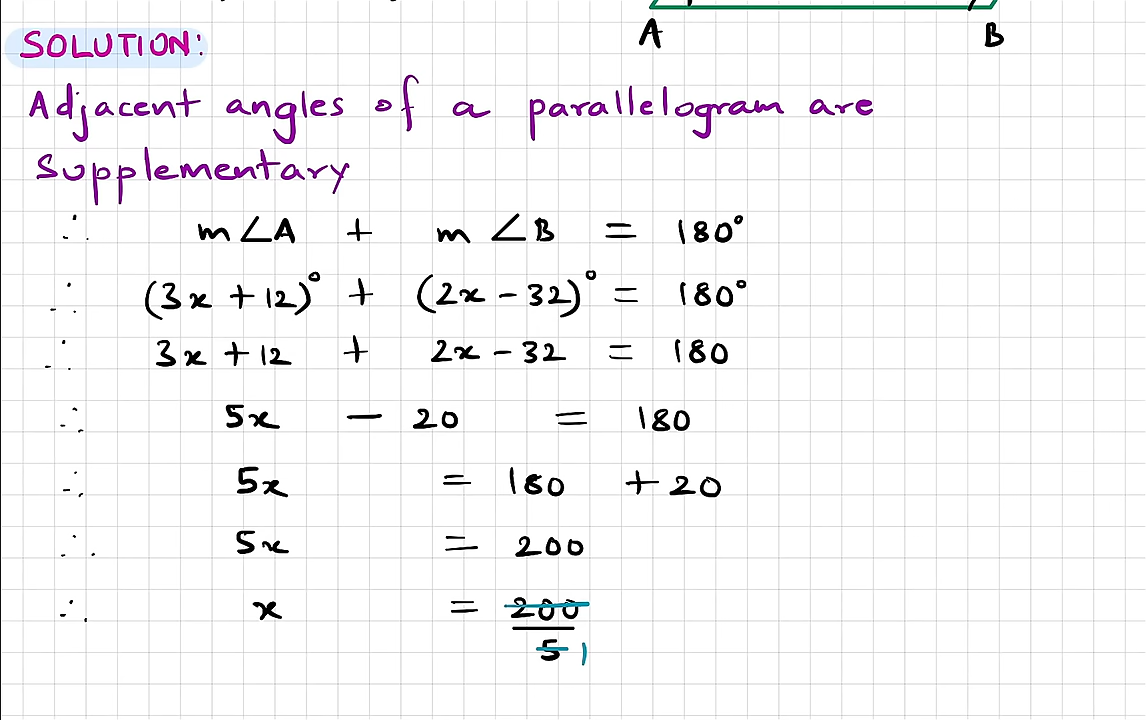 A B
SOLUTION:
Adjacent angles of a parallelogram are
Supplementary
∴ m∠A + m∠B = 180°
∴ (3x + 12)° + (2x - 32)° = 180°
∴ 3x + 12 + 2x - 32 = 180
∴ 5x - 20 = 180
∴ 5x = 180 + 20
∴ 5x = 200
∴ x = 200
5 1